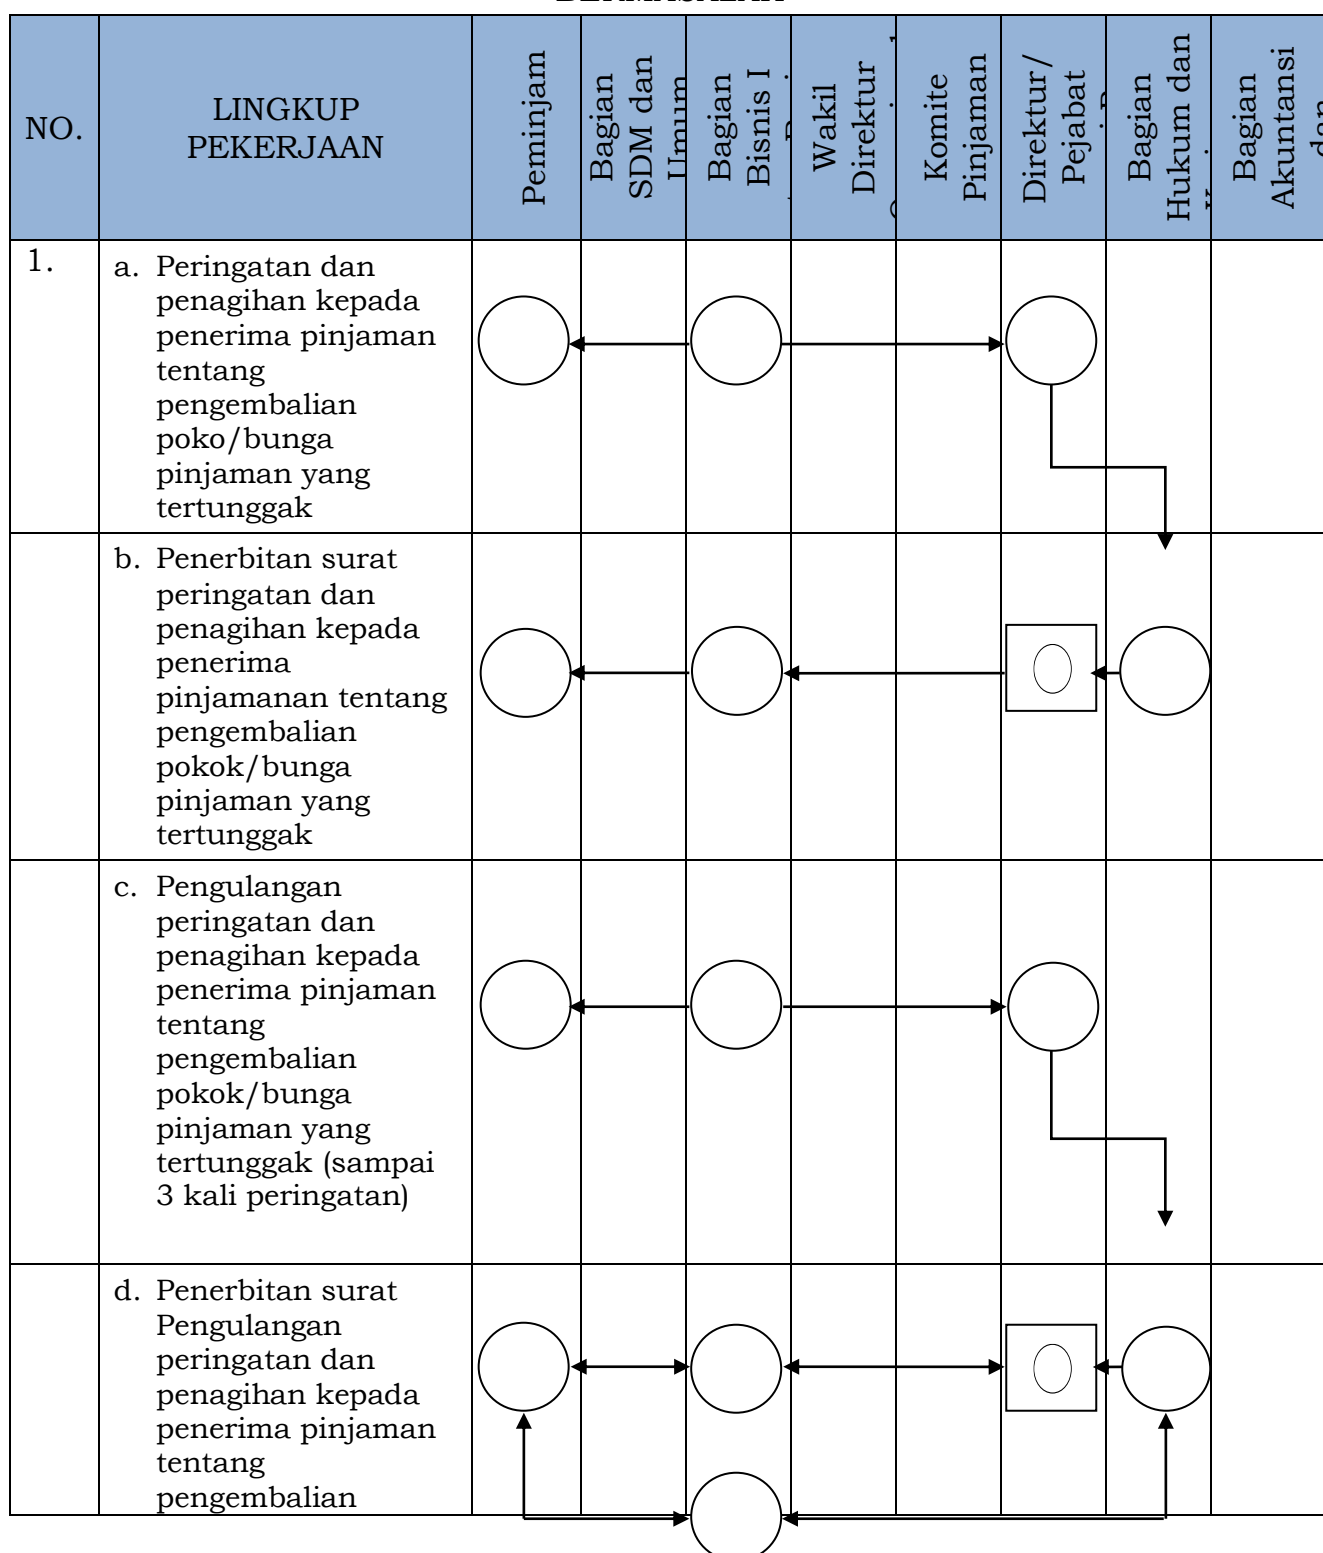 NO.
LINGKUP
PEKERJAAN
Peminjam
Bagian
SDM dan
Umum
Bagian
Bisnis I
Wakil
Direktur
Komite
Pinjaman
Direktur/
Pejabat
Bagian
Hukum dan
Bagian
Akuntansi
dan
1.
a. Peringatan dan
penagihan kepada
penerima pinjaman
tentang
pengembalian
poko/bunga
pinjaman yang
tertunggak
b. Penerbitan surat
peringatan dan
penagihan kepada
penerima
pinjamanan tentang
pengembalian
pokok/bunga
pinjaman yang
tertunggak
c. Pengulangan
peringatan dan
penagihan kepada
penerima pinjaman
tentang
pengembalian
pokok/bunga
pinjaman yang
tertunggak (sampai
3 kali peringatan)
d. Penerbitan surat
Pengulangan
peringatan dan
penagihan kepada
penerima pinjaman
tentang
pengembalian